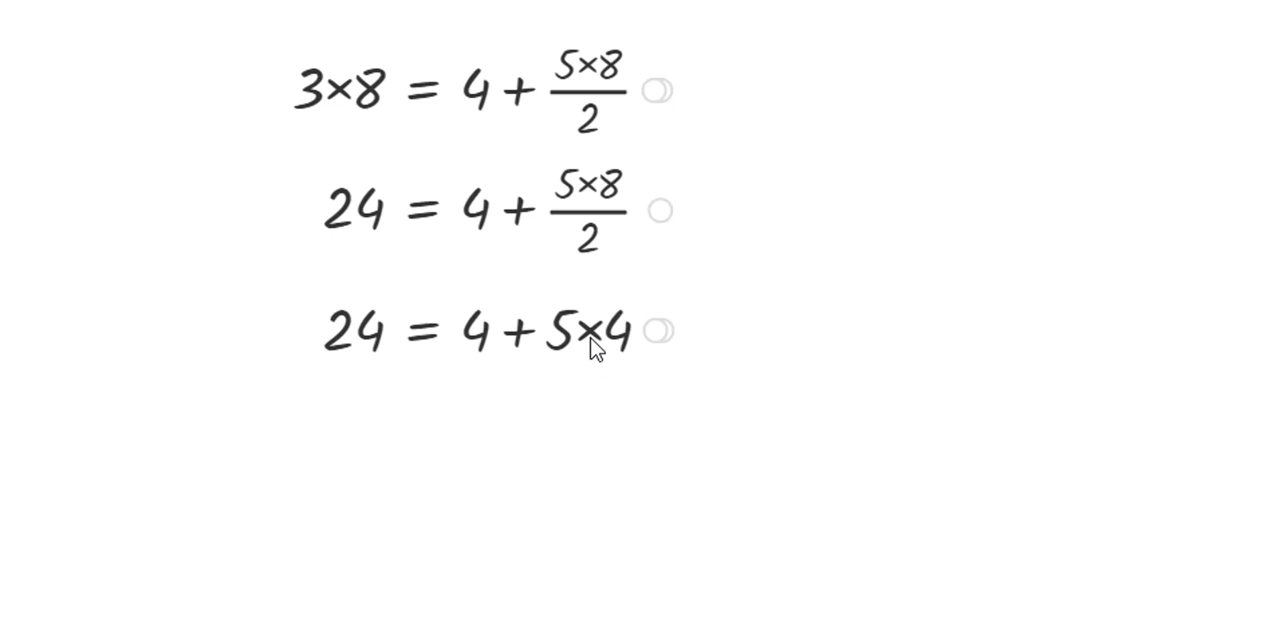 3×8 = 4 + 5×8/2
24 = 4 + 5×8/2
24 = 4 + 5×4